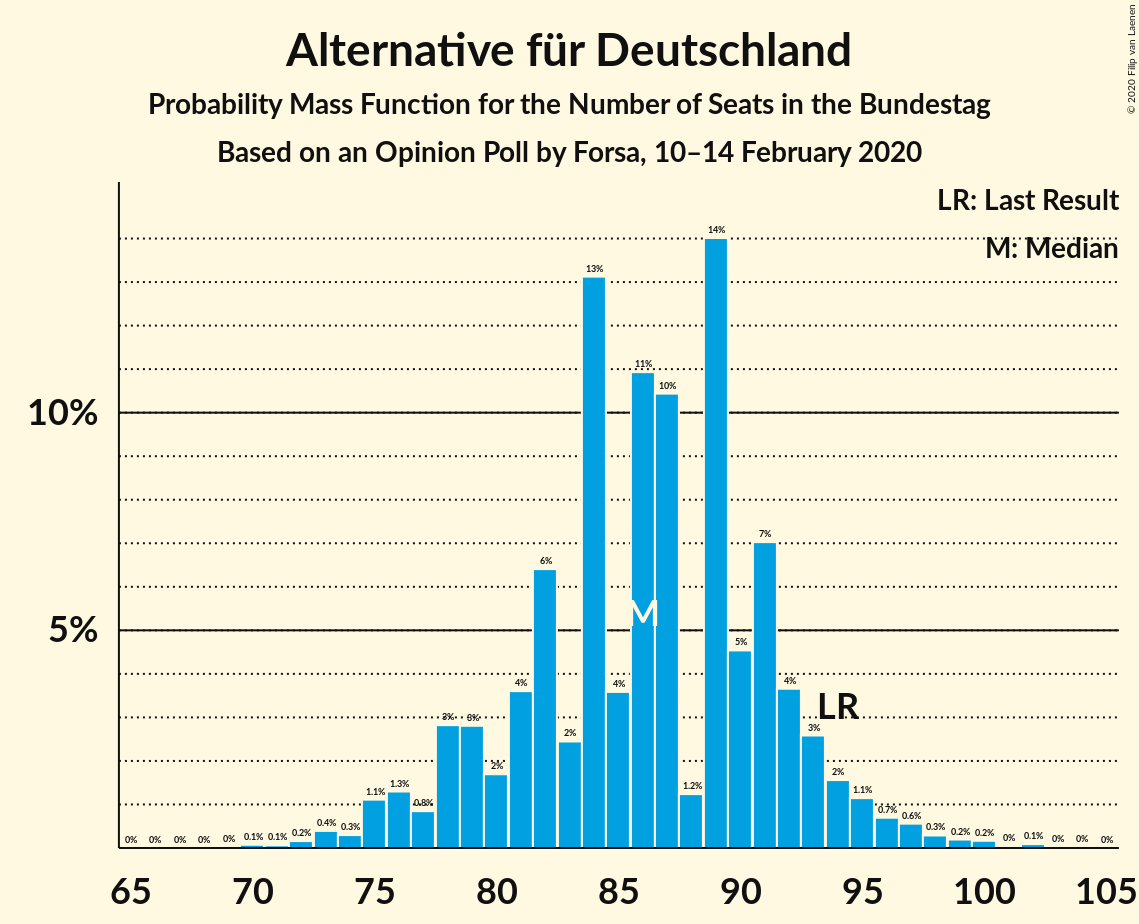 © 2020 Filip van Laenen
Alternative für Deutschland
Probability Mass Function for the Number of Seats in the Bundestag
Based on an Opinion Poll by Forsa, 10–14 February 2020
LR: Last Result
M: Median
10%
5%
0% 0% 0% 0% 0% 0.1% 0.1% 0.2% 0.4% 0.3% 1.1% 1.3% 0.8% 3% 3% 2% 4% 6% 2% 13% 4% 11% 10% 1.2% 14% 5% 7% 4% 3% 2% 1.1% 0.7% 0.6% 0.3% 0.2% 0.2% 0% 0.1% 0% 0% 0%
M
LR
65 70 75 80 85 90 95 100 105